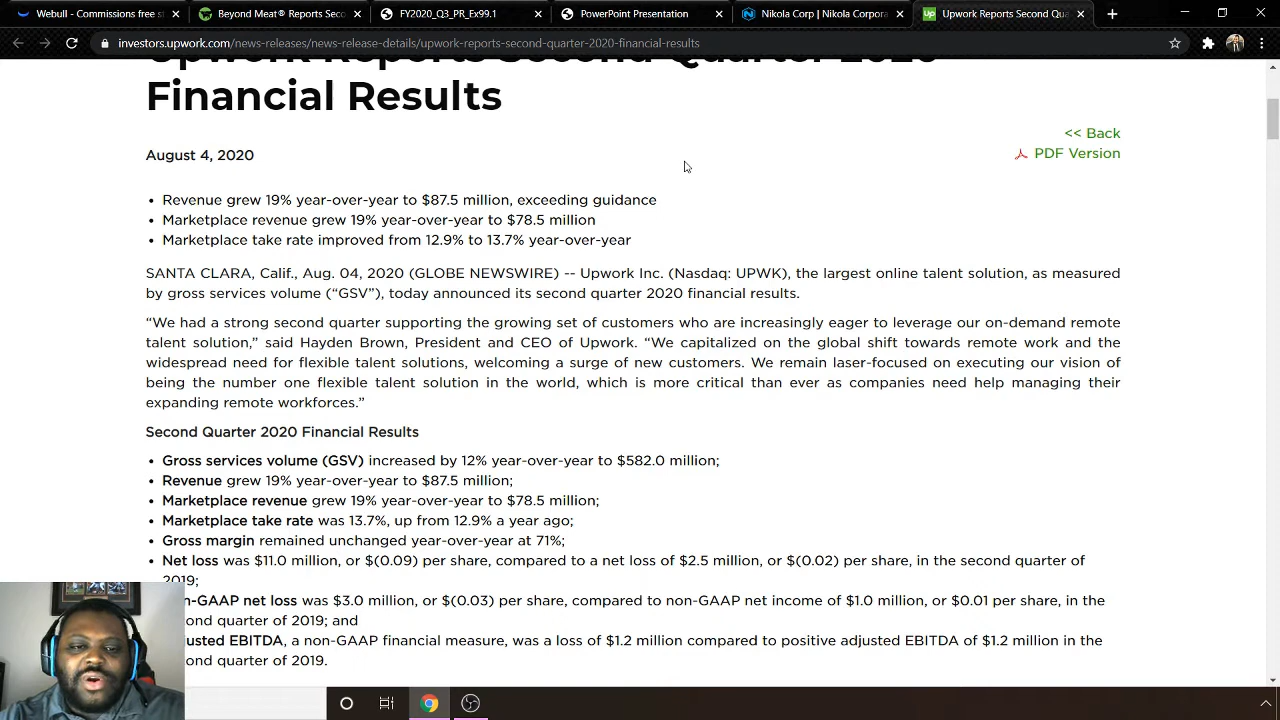 Webull - Commissions free s
Beyond Meat® Reports Seco
FY2020_Q3_PR_Ex99.1
PowerPoint Presentation
Nikola Corp | Nikola Corpora
Upwork Reports Second Qua
investors.upwork.com/news-releases/news-release-details/upwork-reports-second-quarter-2020-financial-results
Upwork Reports Second Quarter 2020
Financial Results
<< Back
August 4, 2020
PDF Version
• Revenue grew 19% year-over-year to $87.5 million, exceeding guidance
• Marketplace revenue grew 19% year-over-year to $78.5 million
• Marketplace take rate improved from 12.9% to 13.7% year-over-year
SANTA CLARA, Calif., Aug. 04, 2020 (GLOBE NEWSWIRE) -- Upwork Inc. (Nasdaq: UPWK), the largest online talent solution, as measured
by gross services volume (“GSV”), today announced its second quarter 2020 financial results.
“We had a strong second quarter supporting the growing set of customers who are increasingly eager to leverage our on-demand remote
talent solution,” said Hayden Brown, President and CEO of Upwork. “We capitalized on the global shift towards remote work and the
widespread need for flexible talent solutions, welcoming a surge of new customers. We remain laser-focused on executing our vision of
being the number one flexible talent solution in the world, which is more critical than ever as companies need help managing their
expanding remote workforces.”
Second Quarter 2020 Financial Results
• Gross services volume (GSV) increased by 12% year-over-year to $582.0 million;
• Revenue grew 19% year-over-year to $87.5 million;
• Marketplace revenue grew 19% year-over-year to $78.5 million;
• Marketplace take rate was 13.7%, up from 12.9% a year ago;
• Gross margin remained unchanged year-over-year at 71%;
• Net loss was $11.0 million, or $(0.09) per share, compared to a net loss of $2.5 million, or $(0.02) per share, in the second quarter of
2019;
n-GAAP net loss was $3.0 million, or $(0.03) per share, compared to non-GAAP net income of $1.0 million, or $0.01 per share, in the
ond quarter of 2019; and
usted EBITDA, a non-GAAP financial measure, was a loss of $1.2 million compared to positive adjusted EBITDA of $1.2 million in the
ond quarter of 2019.